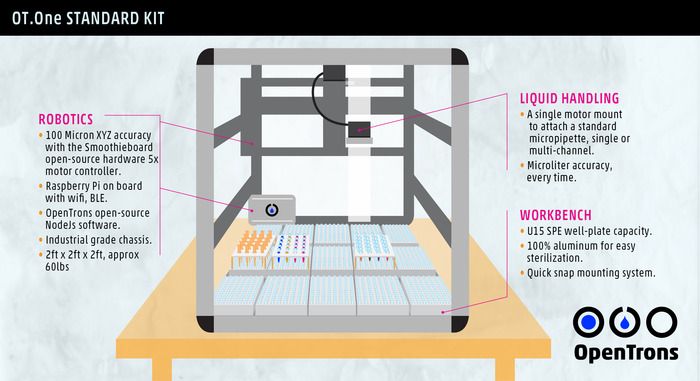 OT.One STANDARD KIT
ROBOTICS
• 100 Micron XYZ accuracy
with the Smoothieboard
open-source hardware 5x
motor controller.
• Raspberry Pi on board
with wifi, BLE.
• OpenTrons open-source
NodeJs software.
• Industrial grade chassis.
• 2ft x 2ft x 2ft, approx
60lbs
LIQUID HANDLING
• A single motor mount
to attach a standard
micropipette, single or
multi-channel.
• Microliter accuracy,
every time.
WORKBENCH
• U15 SPE well-plate capacity.
• 100% aluminum for easy
sterilization.
• Quick snap mounting system.
OpenTrons